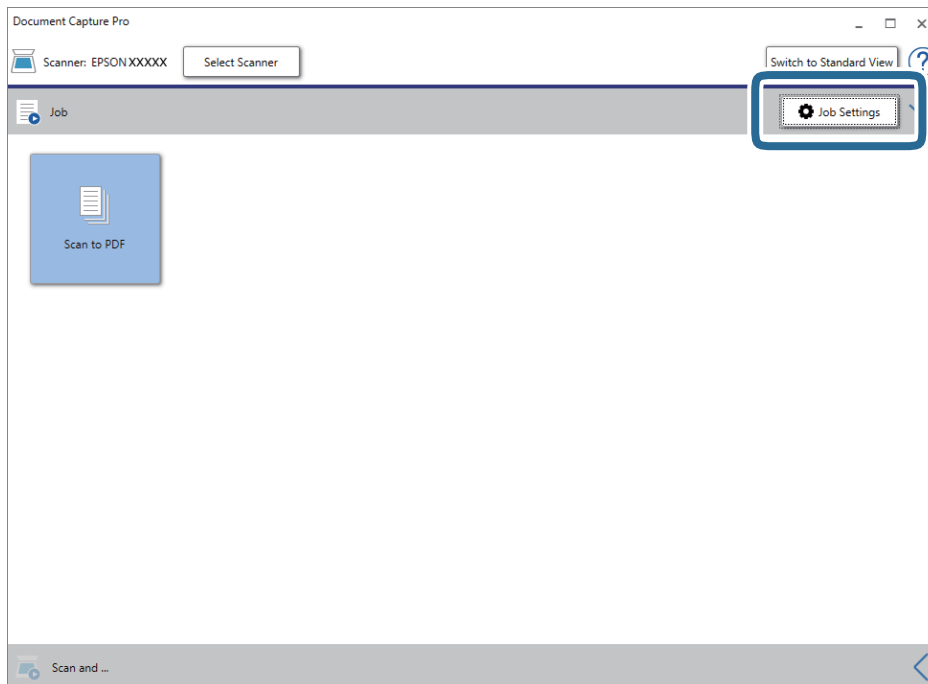 Document Capture Pro
Scanner: EPSON XXXXX
Select Scanner
Switch to Standard View
?
Job
Job Settings
Scan to PDF
Scan and ...